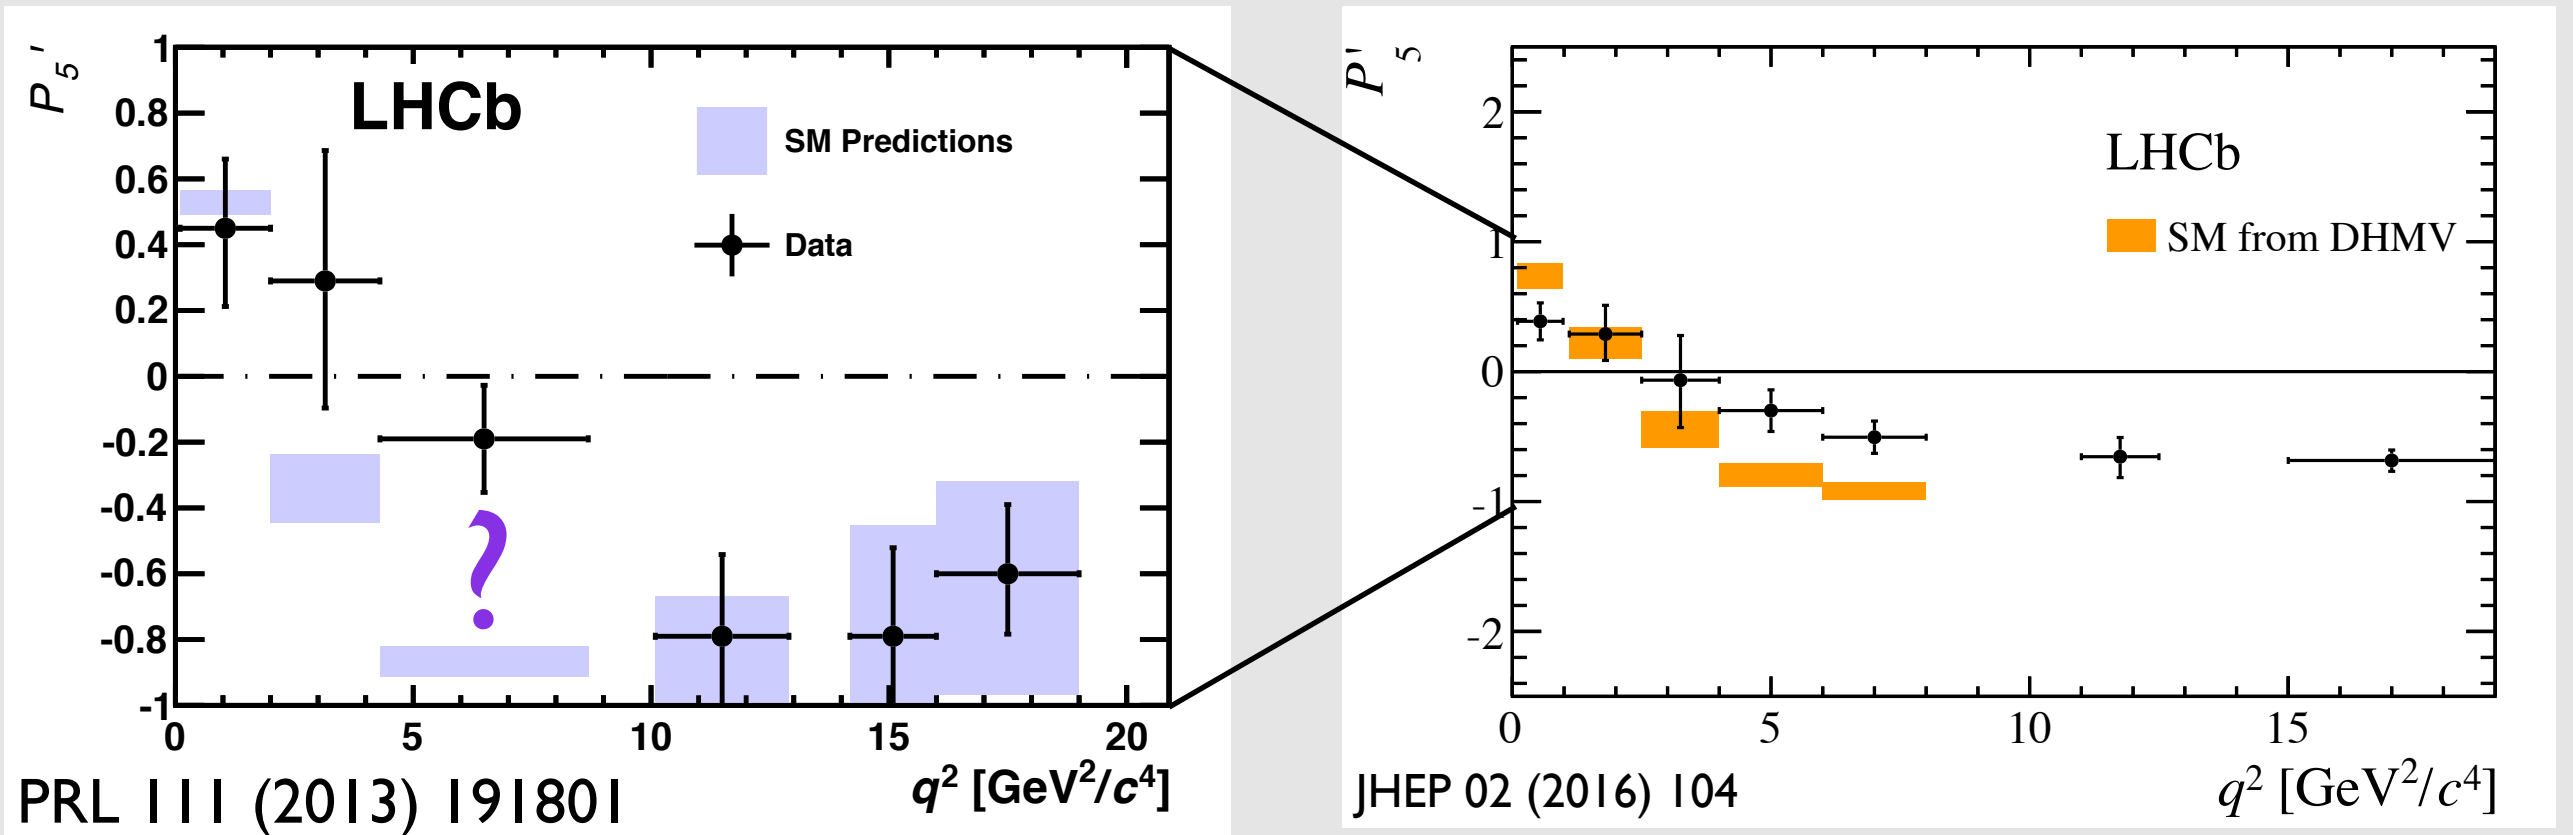 P5'
LHCb
SM Predictions
Data
?
1
0.8
0.6
0.4
0.2
0
-0.2
-0.4
-0.6
-0.8
-1
0 5 10 15 20
q² [GeV²/c⁴]
PRL 111 (2013) 191801
P'5
LHCb
SM from DHMV
2
1
0
-1
-2
0 5 10 15
q² [GeV²/c⁴]
JHEP 02 (2016) 104